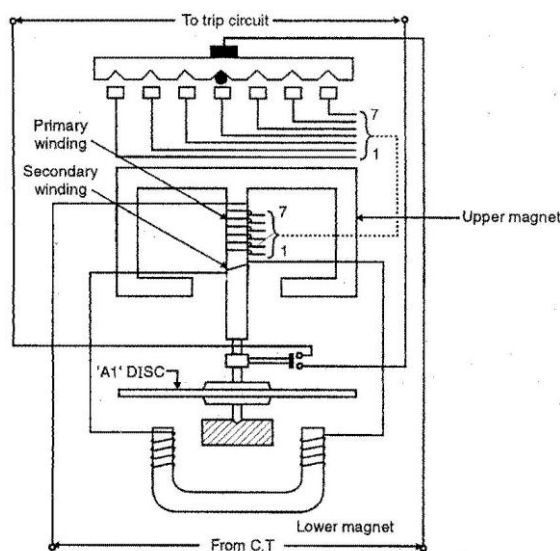 To trip circuit
7
1
Primary
winding
Secondary
winding
7
1
Upper magnet
'A1' DISC
Lower magnet
From C.T